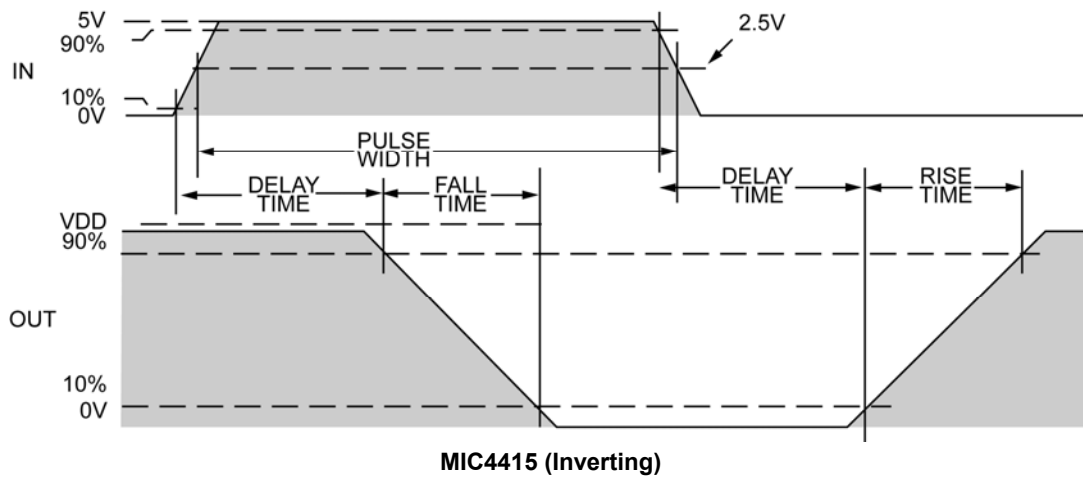 5V
90%
2.5V
IN
10%
0V
PULSE
WIDTH
DELAY
TIME
FALL
TIME
DELAY
TIME
RISE
TIME
VDD
90%
OUT
10%
0V
MIC4415 (Inverting)